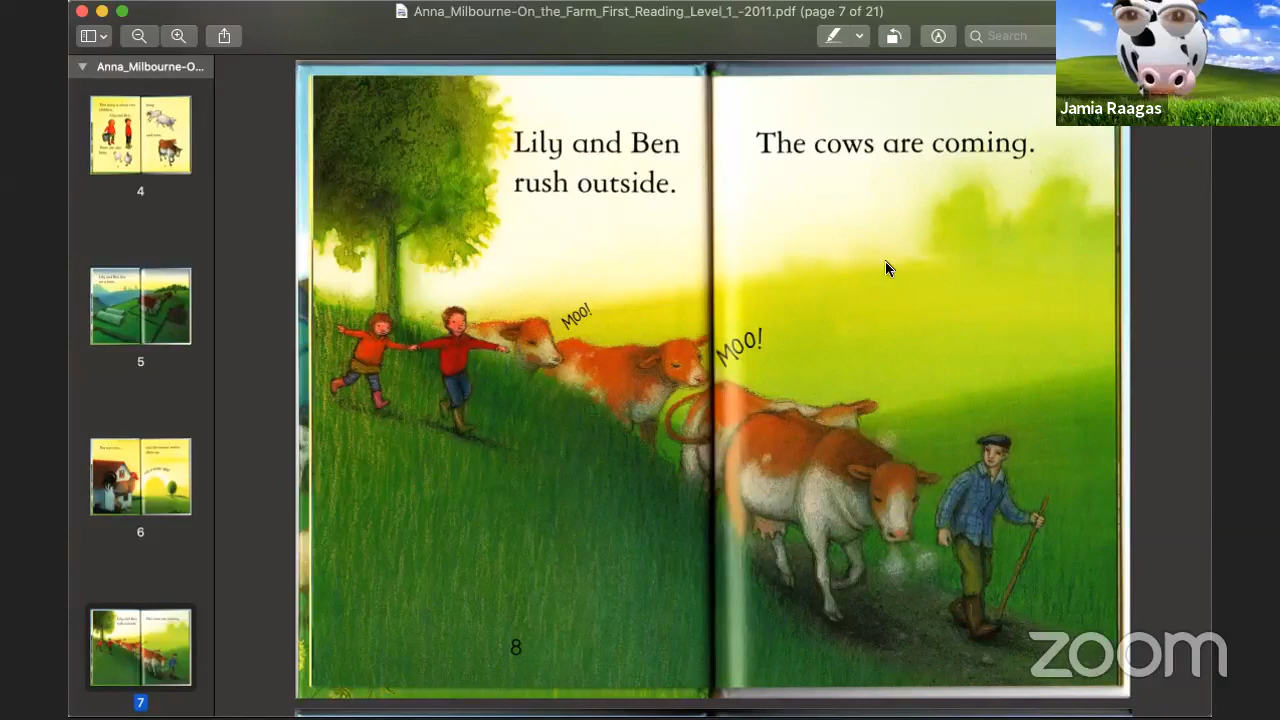 Anna_Milbourne-On_the_Farm_First_Reading_Level_1_-2011.pdf (page 7 of 21)
Search
Jamia Raagas
Anna_Milbourne-O...
4
5
6
7
Lily and Ben
rush outside.
The cows are coming.
MOO!
MOO!
8
zoom